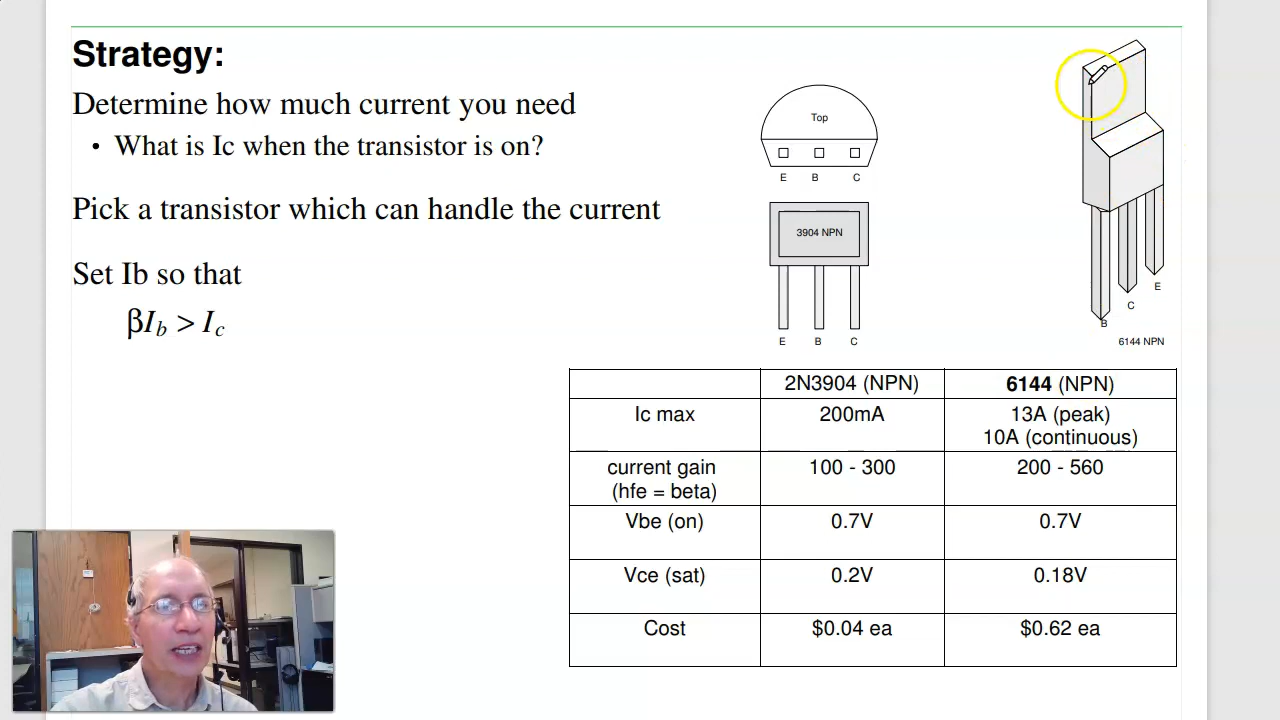 Strategy:
Determine how much current you need
• What is Ic when the transistor is on?
Pick a transistor which can handle the current
Set Ib so that
βIb > Ic
Top
E B C
3904 NPN
E B C
E
C
B
6144 NPN
2N3904 (NPN) 6144 (NPN)
Ic max 200mA 13A (peak)
10A (continuous)
current gain 100 - 300 200 - 560
(hfe = beta)
Vbe (on) 0.7V 0.7V
Vce (sat) 0.2V 0.18V
Cost $0.04 ea $0.62 ea